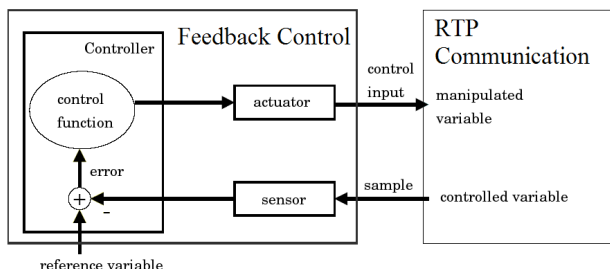 Feedback Control
Controller
control
function
error
+
-
reference variable
actuator
sensor
control
input
sample
RTP
Communication
manipulated
variable
controlled variable